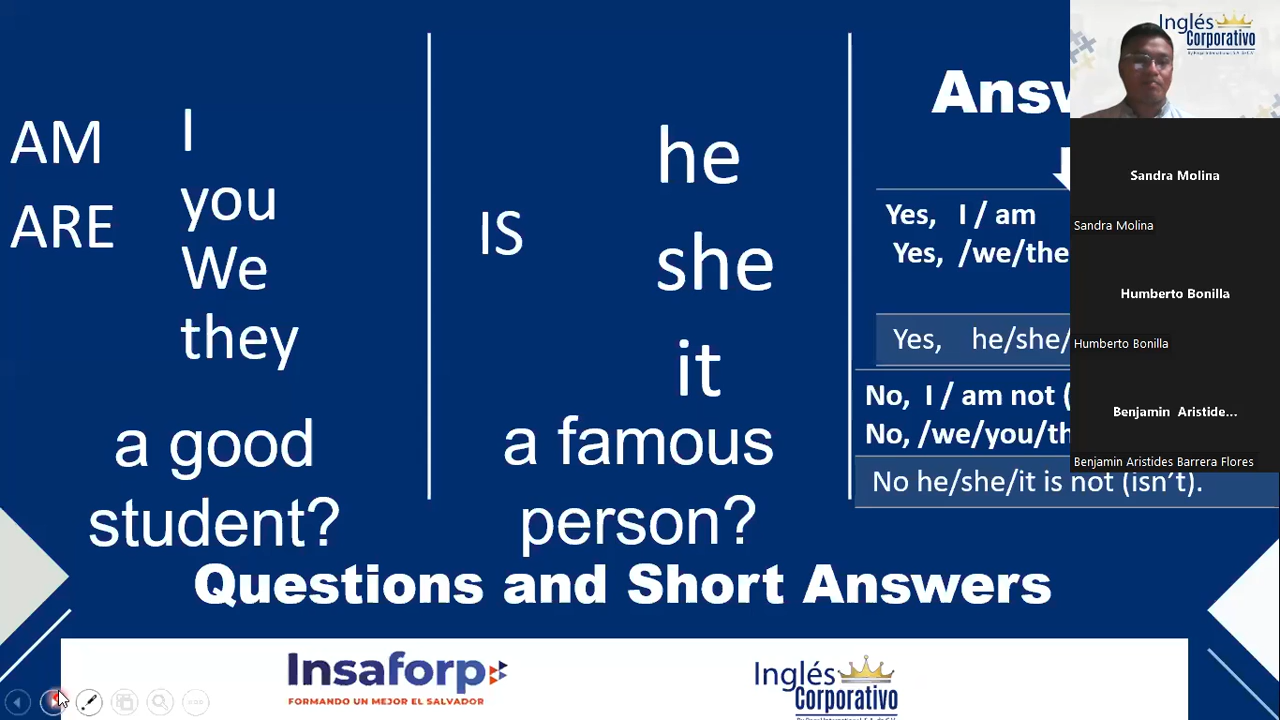 AM
ARE
I
you
We
they
a good
student?
IS
he
she
it
a famous
person?
Yes, I / am
Yes, /we/the
Yes, he/she/
No, I / am not (
No, /we/you/th
No he/she/it is not (isn't).
Questions and Short Answers
Insaforp
FORMANDO UN MEJOR EL SALVADOR
Inglés
Corporativo
Inglés
Corporativo
Sandra Molina
Sandra Molina
Humberto Bonilla
Humberto Bonilla
Benjamin Aristide...
Benjamin Aristides Barrera Flores